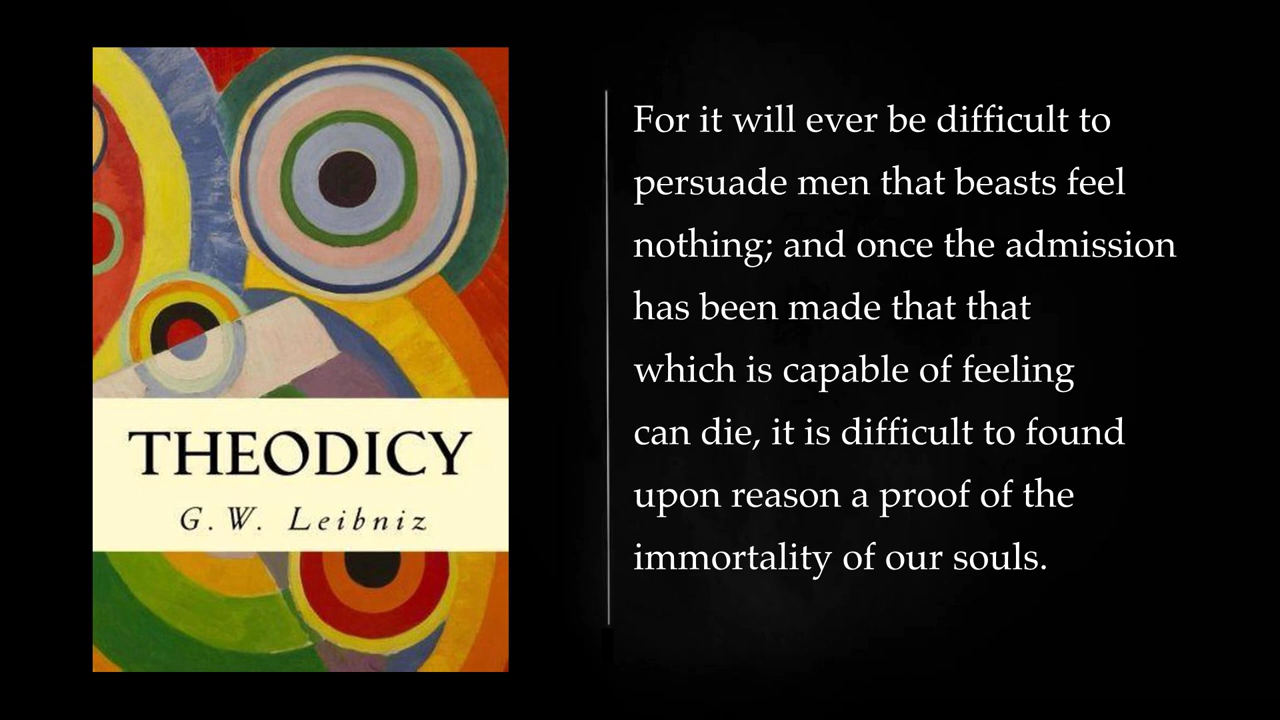 THEODICY
G. W. Leibniz
For it will ever be difficult to
persuade men that beasts feel
nothing; and once the admission
has been made that that
which is capable of feeling
can die, it is difficult to found
upon reason a proof of the
immortality of our souls.